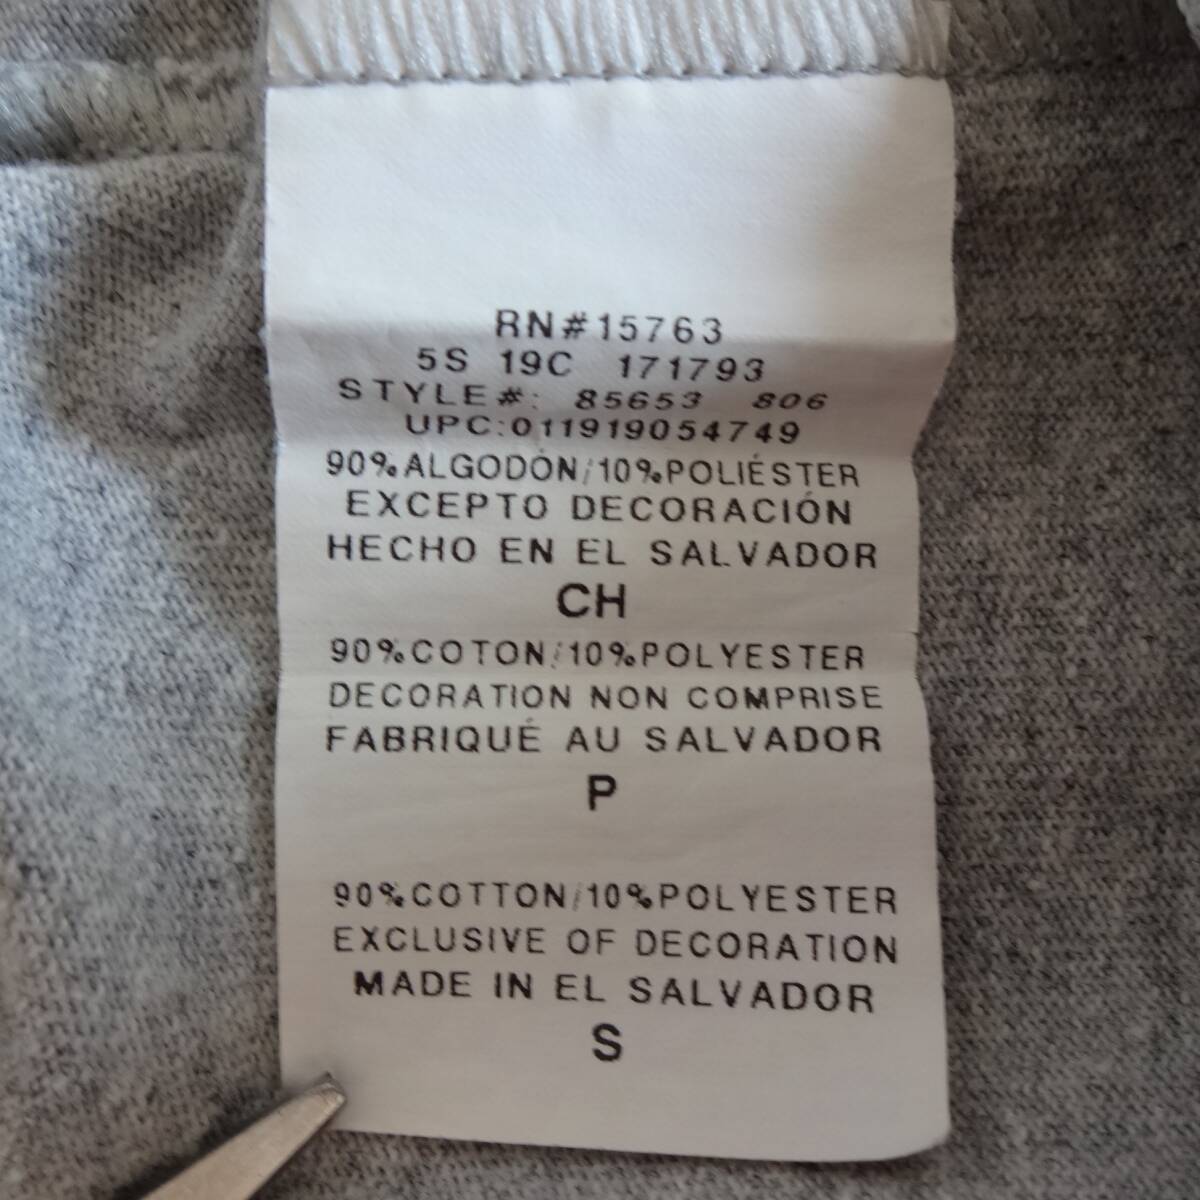 RN#15763
5S 19C 171793
STYLE#: 85653 806
UPC:011919054749
90%ALGODÓN/10%POLIÉSTER
EXCEPTO DECORACIÓN
HECHO EN EL SALVADOR
CH
90%COTON/10%POLYESTER
DECORATION NON COMPRISE
FABRIQUÉ AU SALVADOR
P
90%COTTON/10%POLYESTER
EXCLUSIVE OF DECORATION
MADE IN EL SALVADOR
S